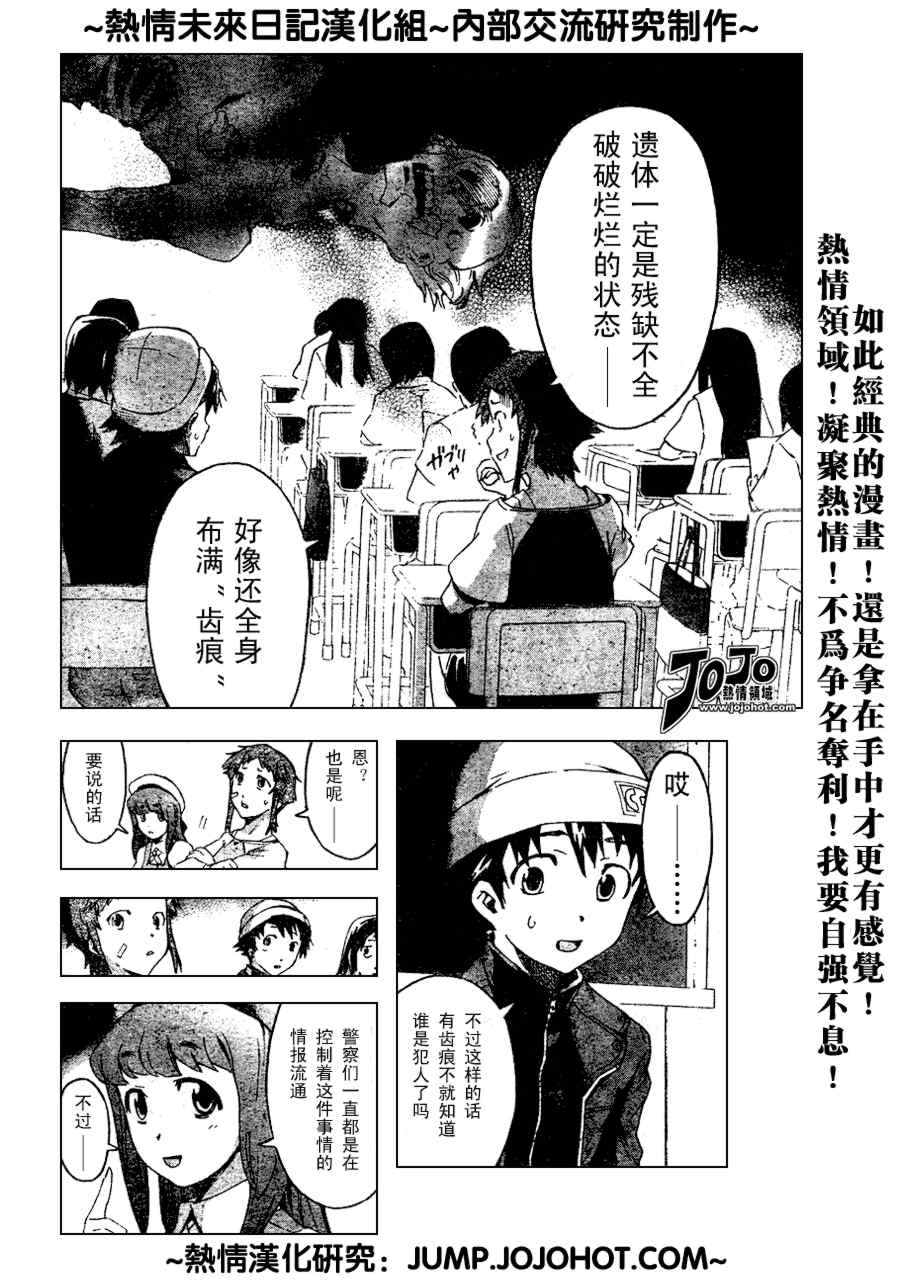 ~熱情未來日記漢化組~內部交流研究制作~
遗体一定是残缺不全
破破烂烂的状态——
ガブッ
好像还全身
布满“齿痕”
JOJO
熱情領域
www.jojohot.com
哎
……
不过这样的话
有齿痕不就知道
谁是犯人了吗
恩？
也是呢——
要说的话
警察们一直都是在
控制着这件事情的
情报流通
不过——
如此經典的漫畫！還是拿在手中才更有感覺！
熱情領域！凝聚熱情！不爲争名奪利！我要自强不息！
~熱情漢化研究：JUMP.JOJOHOT.COM~